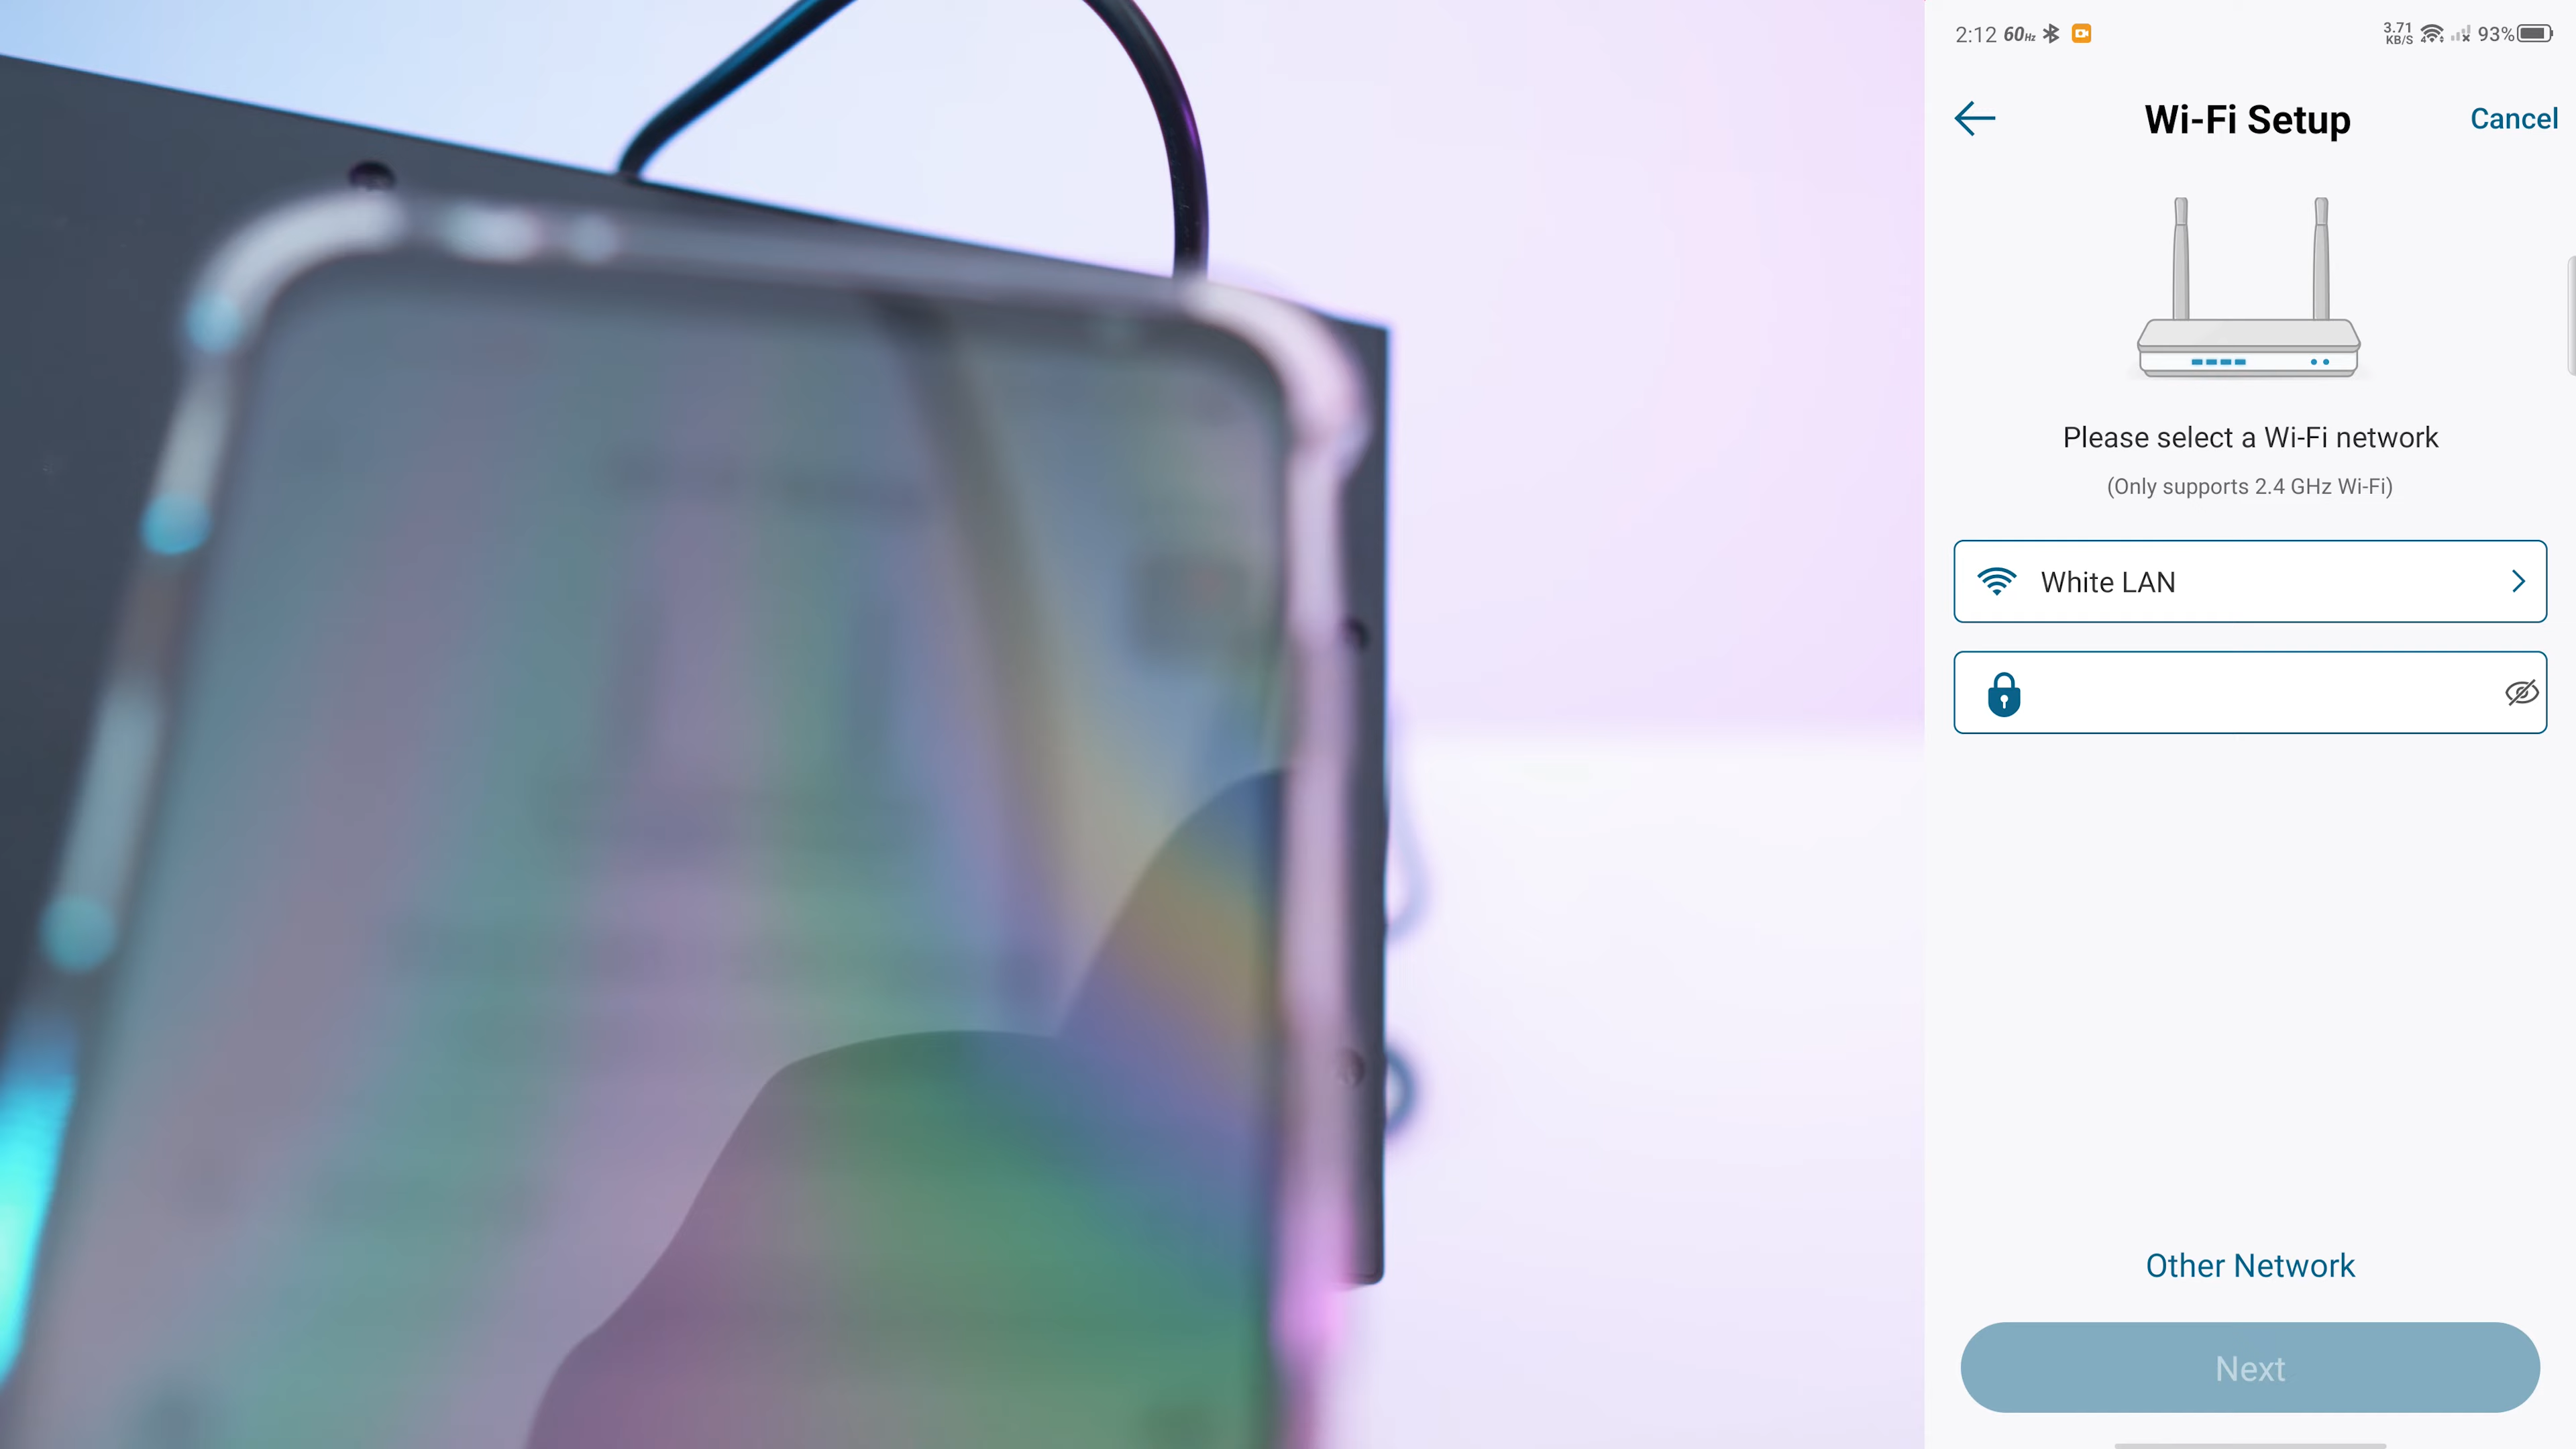 2:12 60Hz 3.71 KB/S 4 93%
Wi-Fi Setup Cancel
Please select a Wi-Fi network
(Only supports 2.4 GHz Wi-Fi)
White LAN
Other Network
Next